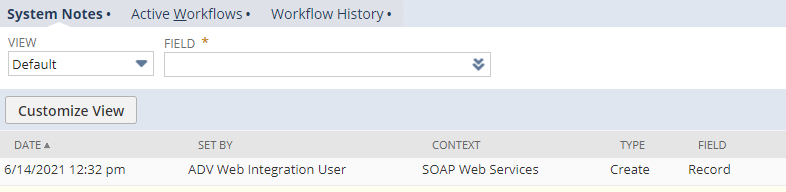 System Notes • Active Workflows • Workflow History •
VIEW FIELD *
Default
Customize View
DATE ▲ SET BY CONTEXT TYPE FIELD
6/14/2021 12:32 pm ADV Web Integration User SOAP Web Services Create Record